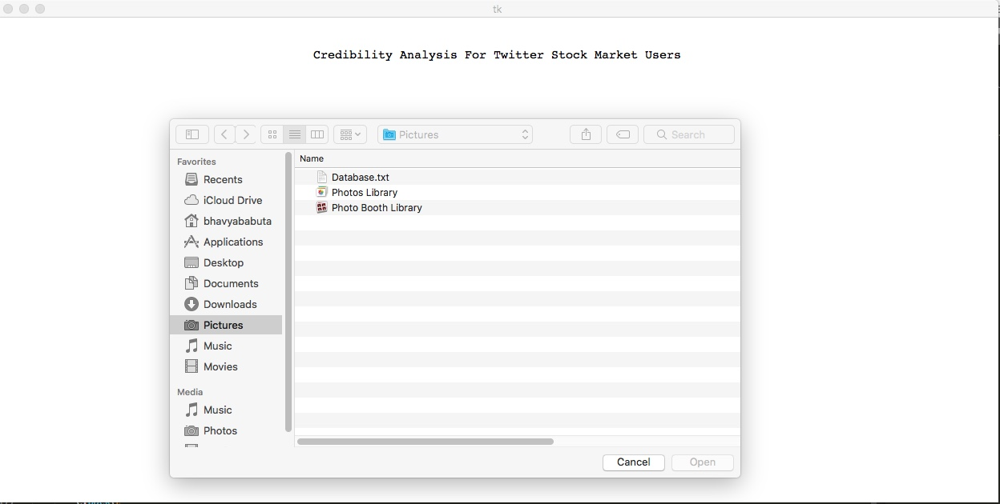 tk
Credibility Analysis For Twitter Stock Market Users
Pictures
Search
Favorites
Recents
iCloud Drive
bhavyababuta
Applications
Desktop
Documents
Downloads
Pictures
Music
Movies
Media
Music
Photos
Name
Database.txt
Photos Library
Photo Booth Library
Cancel
Open